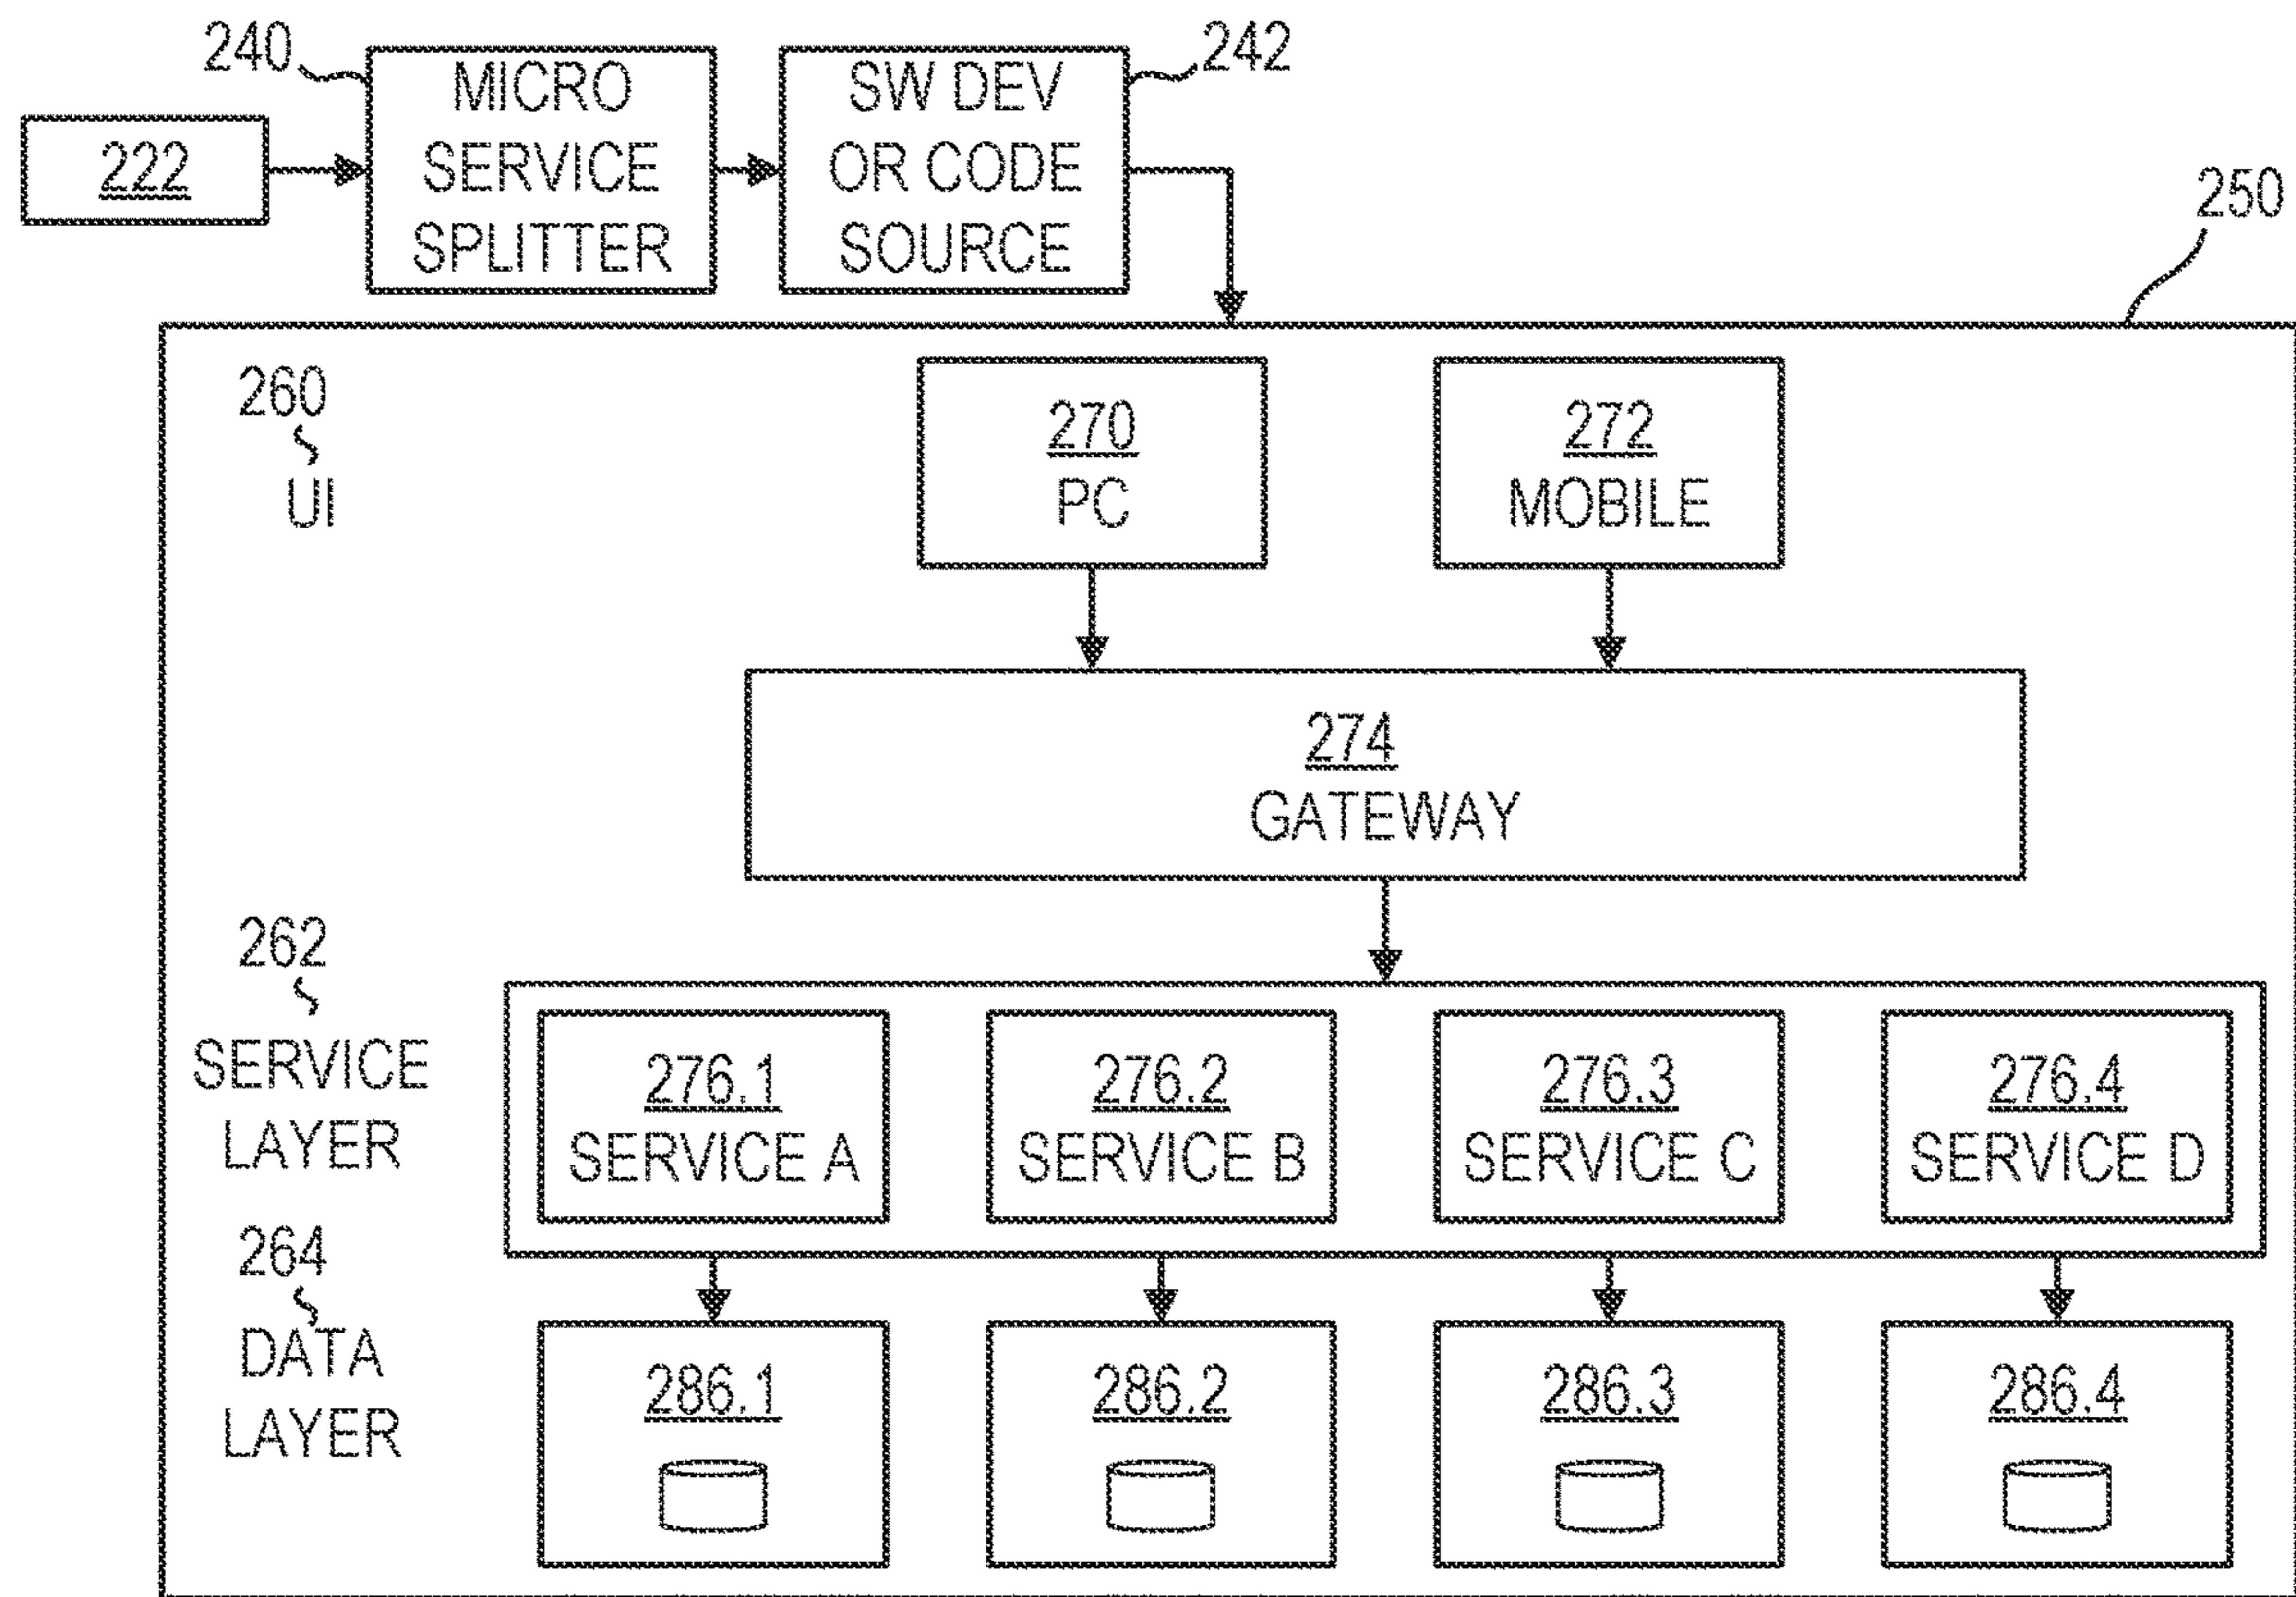 240
MICRO
SERVICE
SPLITTER
SW DEV
OR CODE
SOURCE
242
222
250
260
UI
270
PC
272
MOBILE
274
GATEWAY
262
SERVICE
LAYER
276.1
SERVICE A
276.2
SERVICE B
276.3
SERVICE C
276.4
SERVICE D
264
DATA
LAYER
286.1
286.2
286.3
286.4